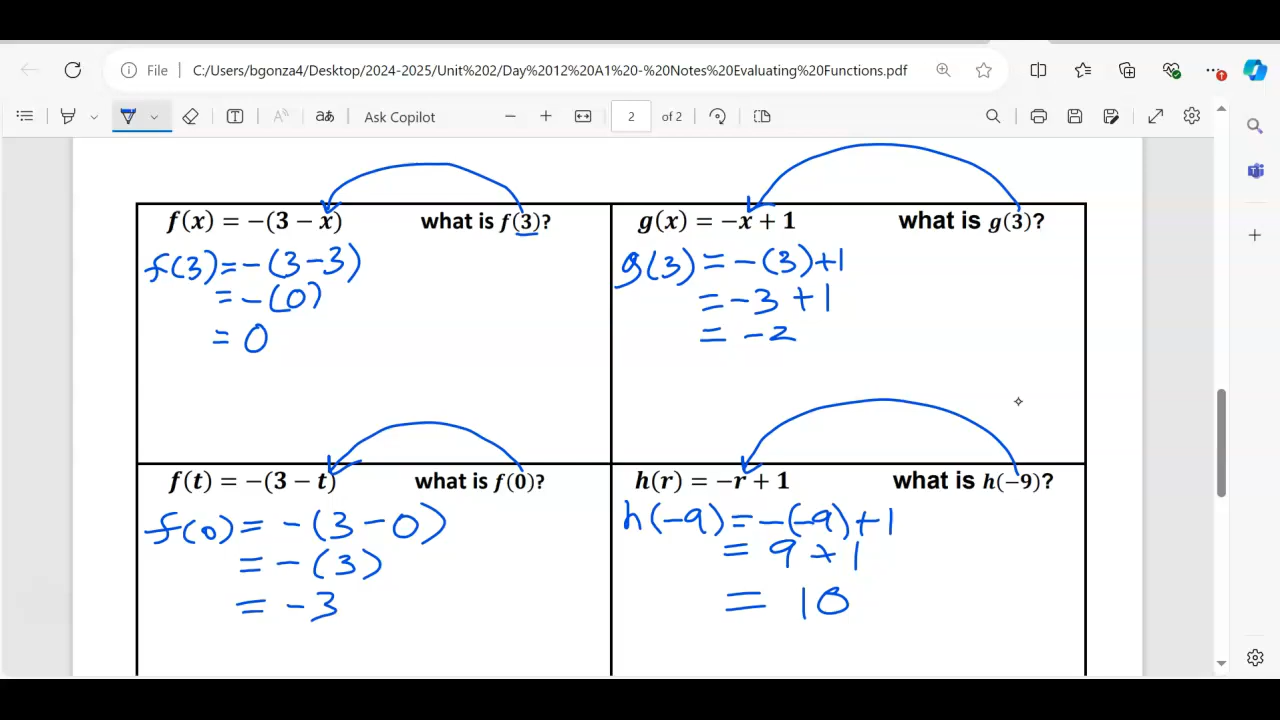 File C:/Users/bgonza4/Desktop/2024-2025/Unit%202/Day%2012%20A1%20-%20Notes%20Evaluating%20Functions.pdf
Ask Copilot 2 of 2
f(x) = −(3 − x) what is f(3)?
f(3) = −(3−3)
= −(0)
= 0
g(x) = −x + 1 what is g(3)?
g(3) = −(3)+1
= −3 + 1
= −2
f(t) = −(3 − t) what is f(0)?
f(0) = −(3 − 0)
= −(3)
= −3
h(r) = −r + 1 what is h(−9)?
h(−9) = −(−9)+1
= 9 + 1
= 10